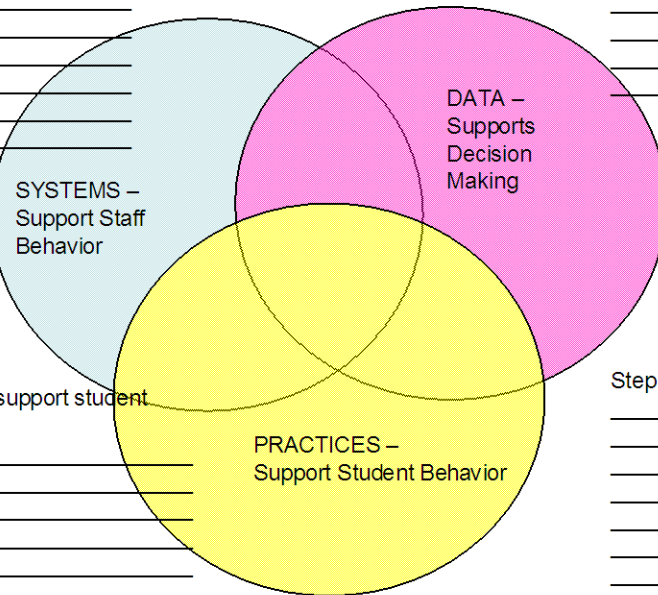 DATA –
Supports
Decision
Making
SYSTEMS –
Support Staff
Behavior
support student
Step
PRACTICES –
Support Student Behavior